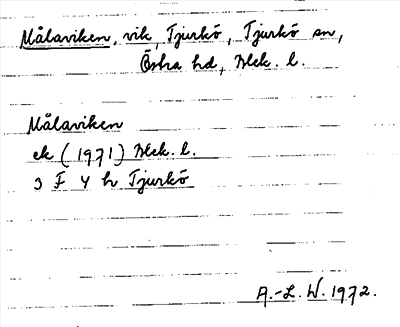 Målaviken, vik, Tjurkö, Tjurkö sn,
Östra hd, Blek. l.
Målaviken
ek (1971) Blek. l.
3 F 4 h Tjurkö
A.-L. W. 1972.